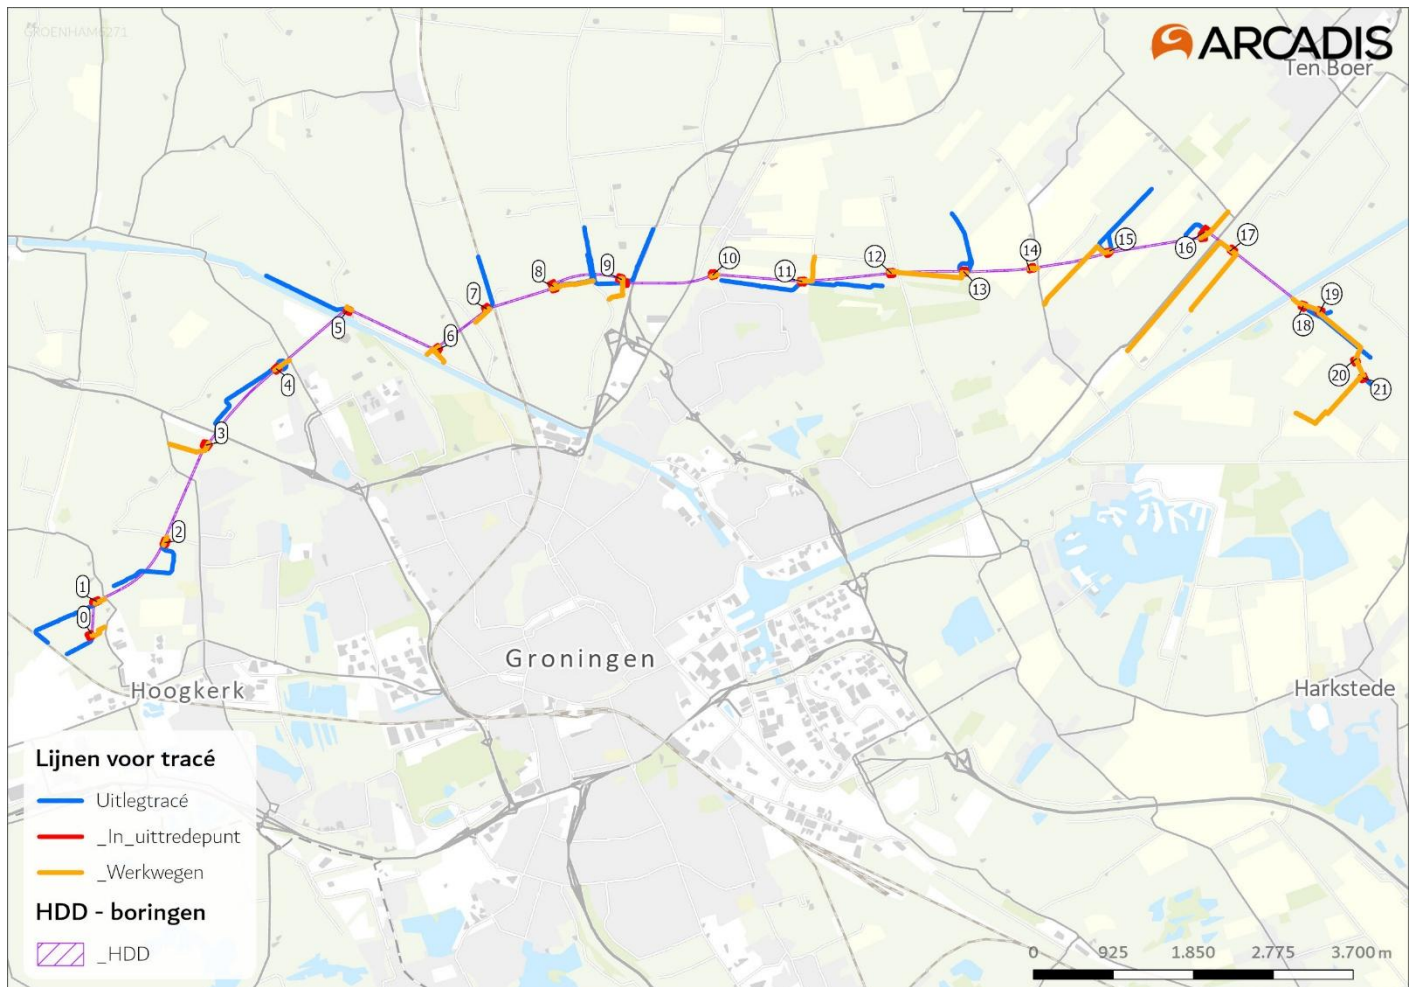 GROENHAM6271
ARCADIS
Ten Boer
17
16
15
14
13
12
11
10
9
8
7
6
5
4
3
2
1
0
19
18
20
21
Groningen
Hoogkerk
Harkstede
Lijnen voor tracé
Uitlegtracé
_In_uittredepunt
_Werkwegen
HDD - boringen
_HDD
0 925 1.850 2.775 3.700 m